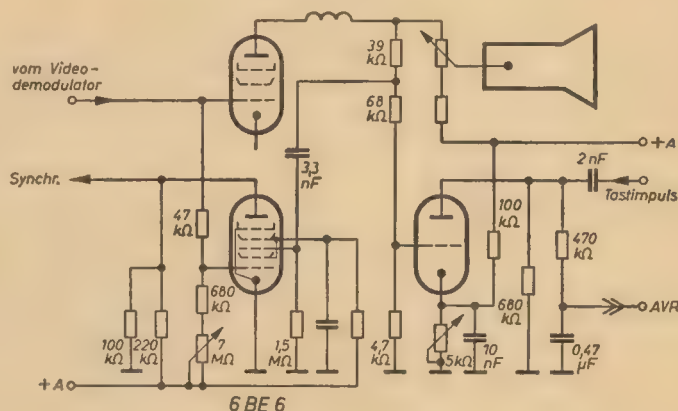 vom Video-
demodulator
39
kΩ
68
kΩ
+A
3,3
nF
2 nF
Synchr.
Tastimpuls
47
kΩ
100
kΩ
470
kΩ
680
kΩ
680
kΩ
AVR
100
kΩ
220
kΩ
7
MΩ
1,5
MΩ
4,7
kΩ
5kΩ
10
nF
0,47
µF
+A
6 BE 6